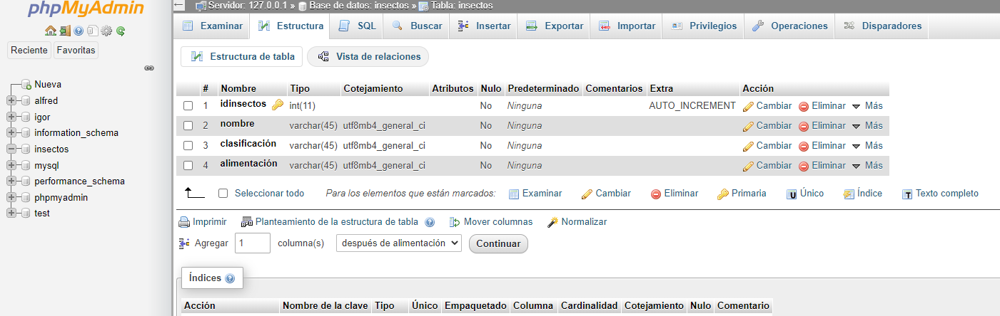 phpMyAdmin
Reciente Favoritas
Nueva
alfred
igor
information_schema
insectos
mysql
performance_schema
phpmyadmin
test
Servidor: 127.0.0.1 » Base de datos: insectos » Tabla: insectos
Examinar Estructura SQL Buscar Insertar Exportar Importar Privilegios Operaciones Disparadores
Estructura de tabla Vista de relaciones
# Nombre Tipo Cotejamiento Atributos Nulo Predeterminado Comentarios Extra Acción
1 idinsectos int(11) No Ninguna AUTO_INCREMENT Cambiar Eliminar Más
2 nombre varchar(45) utf8mb4_general_ci No Ninguna Cambiar Eliminar Más
3 clasificación varchar(45) utf8mb4_general_ci No Ninguna Cambiar Eliminar Más
4 alimentación varchar(45) utf8mb4_general_ci No Ninguna Cambiar Eliminar Más
Seleccionar todo Para los elementos que están marcados: Examinar Cambiar Eliminar Primaria Único Índice Texto completo
Imprimir Planteamiento de la estructura de tabla Mover columnas Normalizar
Agregar 1 columna(s) después de alimentación Continuar
Índices
Acción Nombre de la clave Tipo Único Empaquetado Columna Cardinalidad Cotejamiento Nulo Comentario